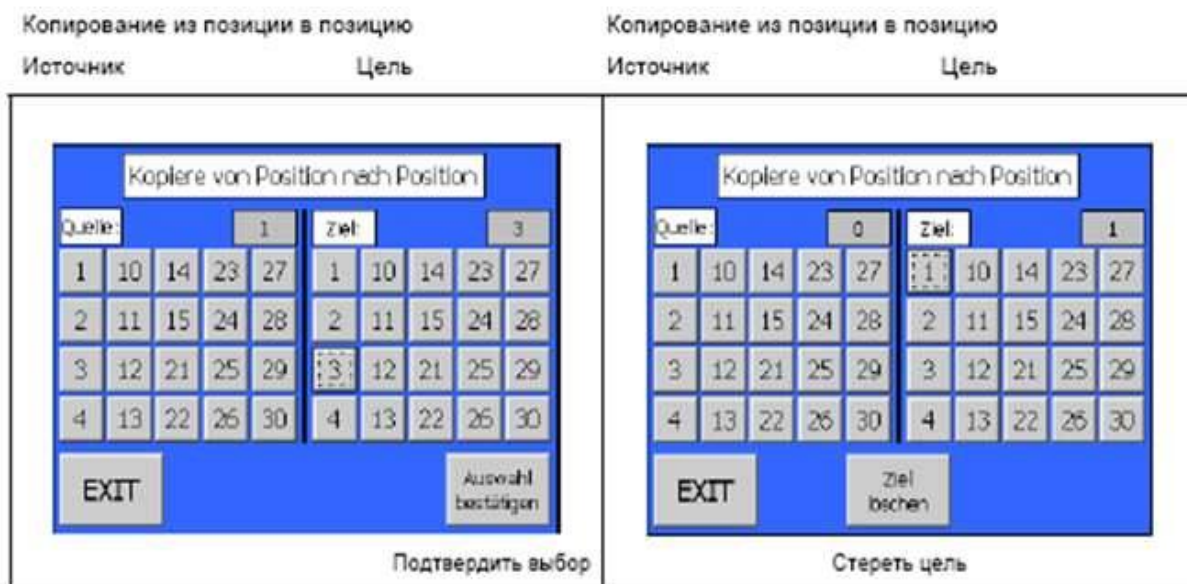 Копирование из позиции в позицию
Источник Цель
Kopiere von Position nach Position
Quelle: 1 Ziel: 3
1 10 14 23 27 1 10 14 23 27
2 11 15 24 28 2 11 15 24 28
3 12 21 25 29 3 12 21 25 29
4 13 22 26 30 4 13 22 26 30
EXIT
Auswahl
bestätigen
Подтвердить выбор
Копирование из позиции в позицию
Источник Цель
Kopiere von Position nach Position
Quelle: 0 Ziel: 1
1 10 14 23 27 1 10 14 23 27
2 11 15 24 28 2 11 15 24 28
3 12 21 25 29 3 12 21 25 29
4 13 22 26 30 4 13 22 26 30
EXIT
Ziel
löschen
Стереть цель